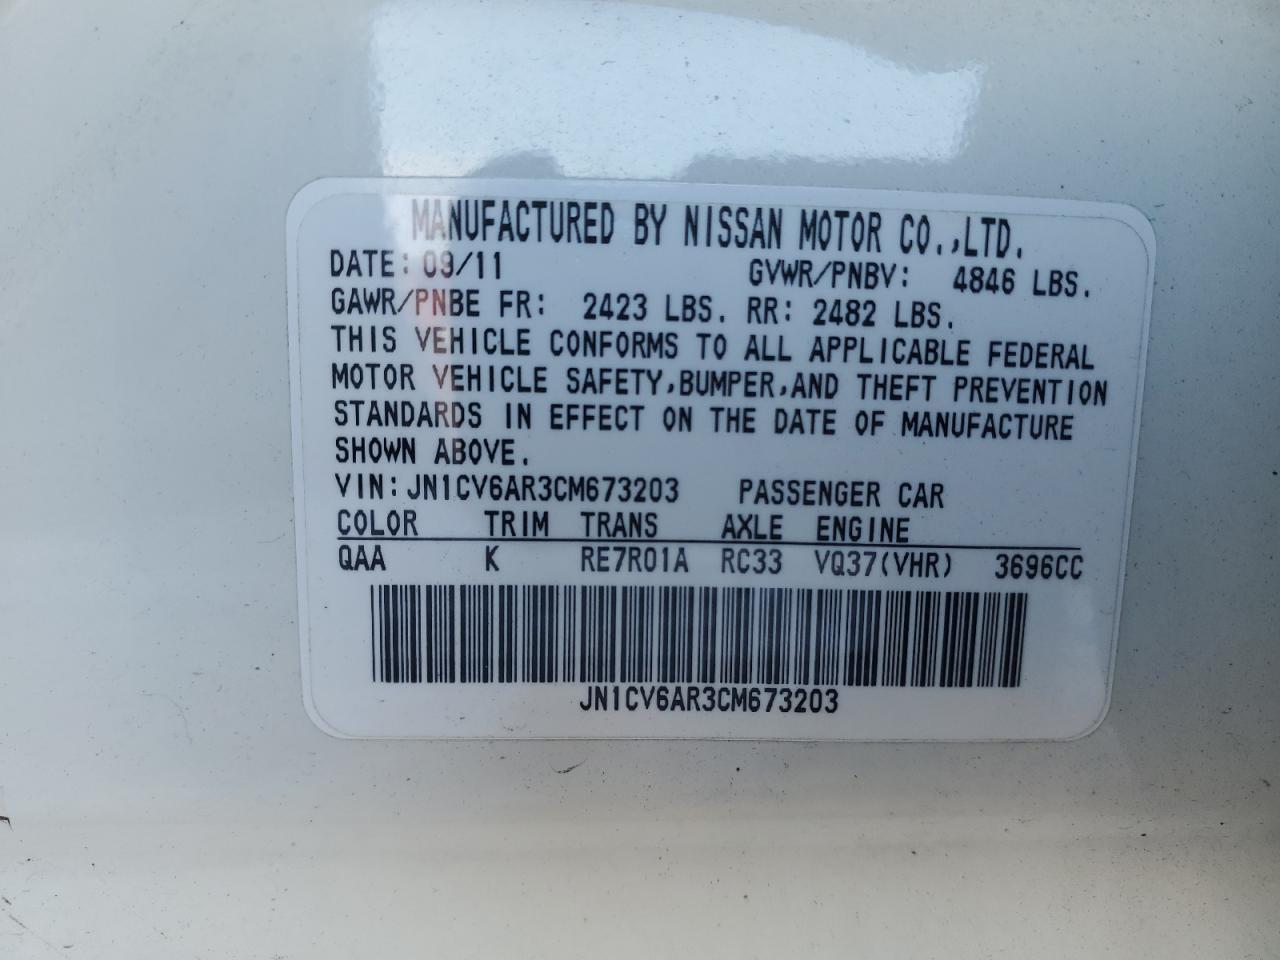 MANUFACTURED BY NISSAN MOTOR CO.,LTD.
DATE: 09/11 GVWR/PNBV: 4846 LBS.
GAWR/PNBE FR: 2423 LBS. RR: 2482 LBS.
THIS VEHICLE CONFORMS TO ALL APPLICABLE FEDERAL
MOTOR VEHICLE SAFETY,BUMPER,AND THEFT PREVENTION
STANDARDS IN EFFECT ON THE DATE OF MANUFACTURE
SHOWN ABOVE.
VIN:JN1CV6AR3CM673203 PASSENGER CAR
COLOR TRIM TRANS AXLE ENGINE
QAA K RE7R01A RC33 VQ37(VHR) 3696CC
JN1CV6AR3CM673203